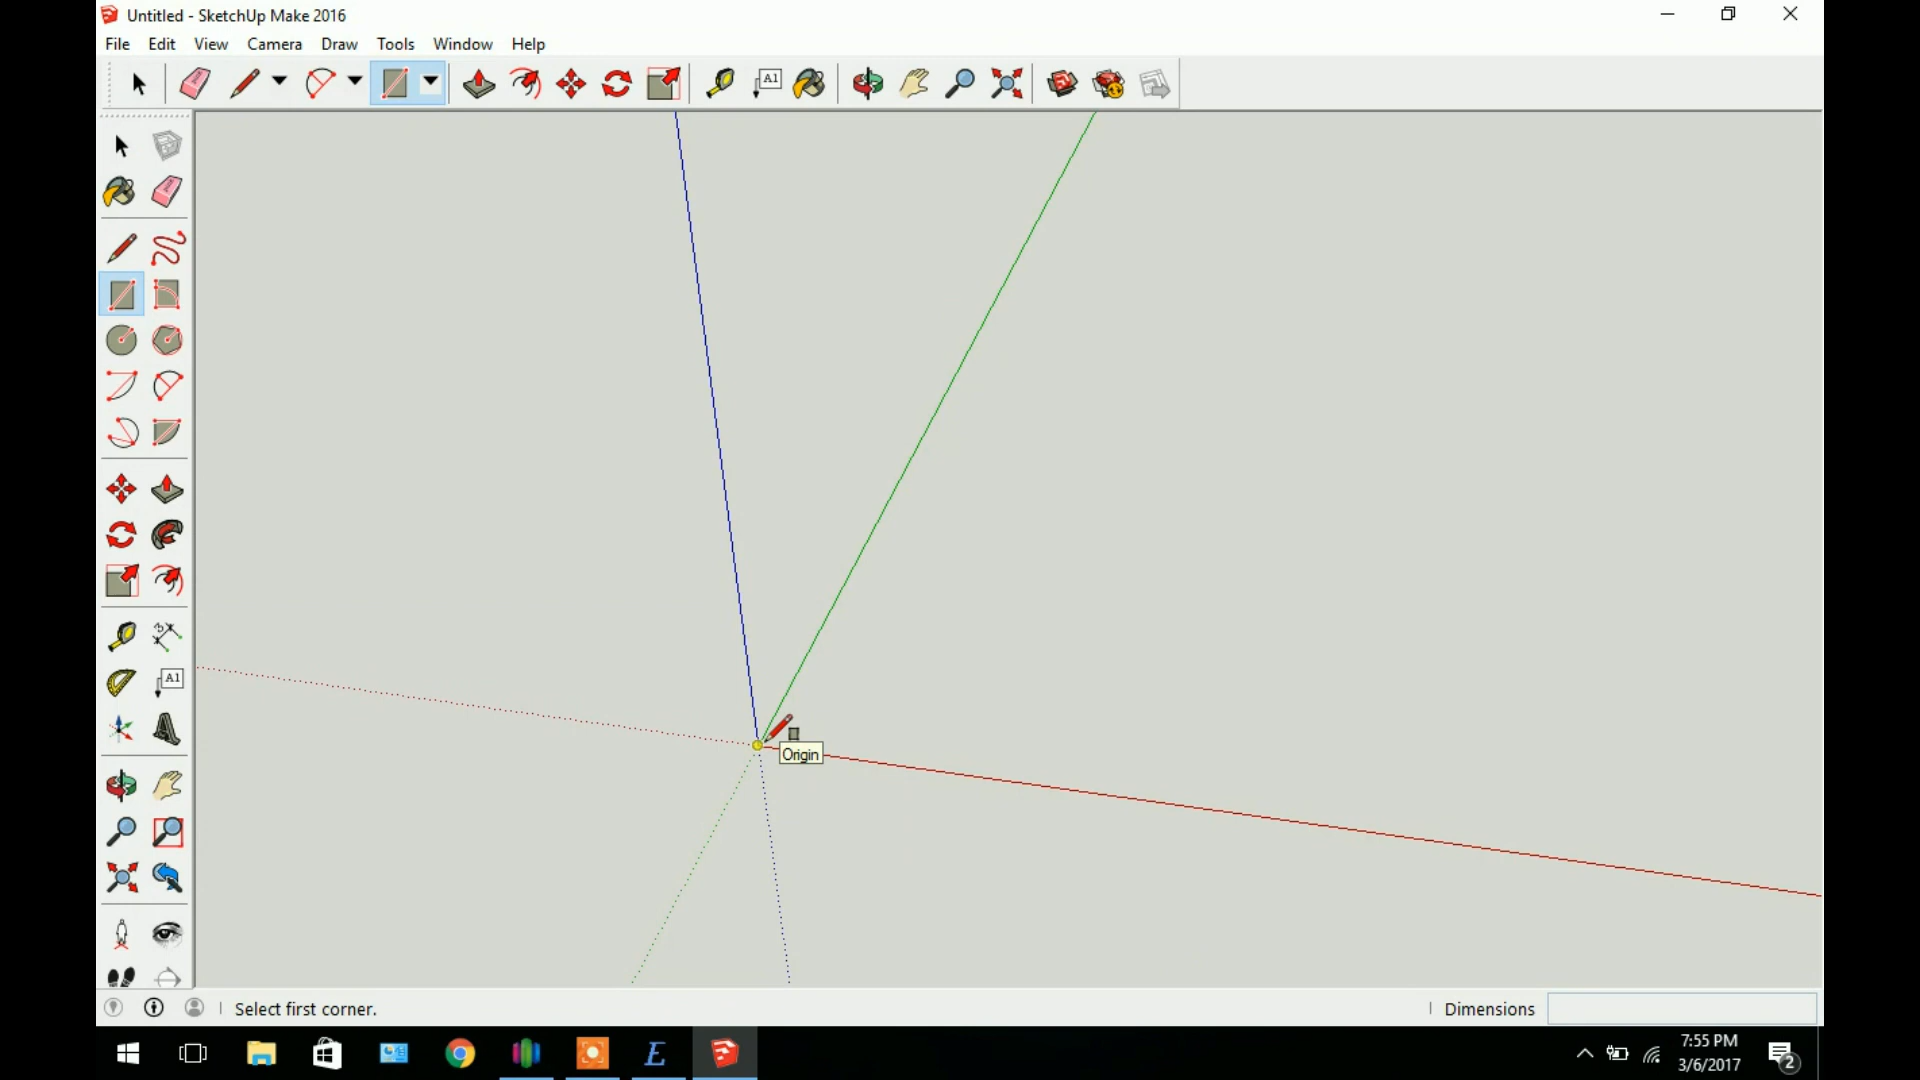 Untitled - SketchUp Make 2016
File Edit View Camera Draw Tools Window Help
A1
A1
Origin
Select first corner.
Dimensions
E
7:55 PM
3/6/2017
2